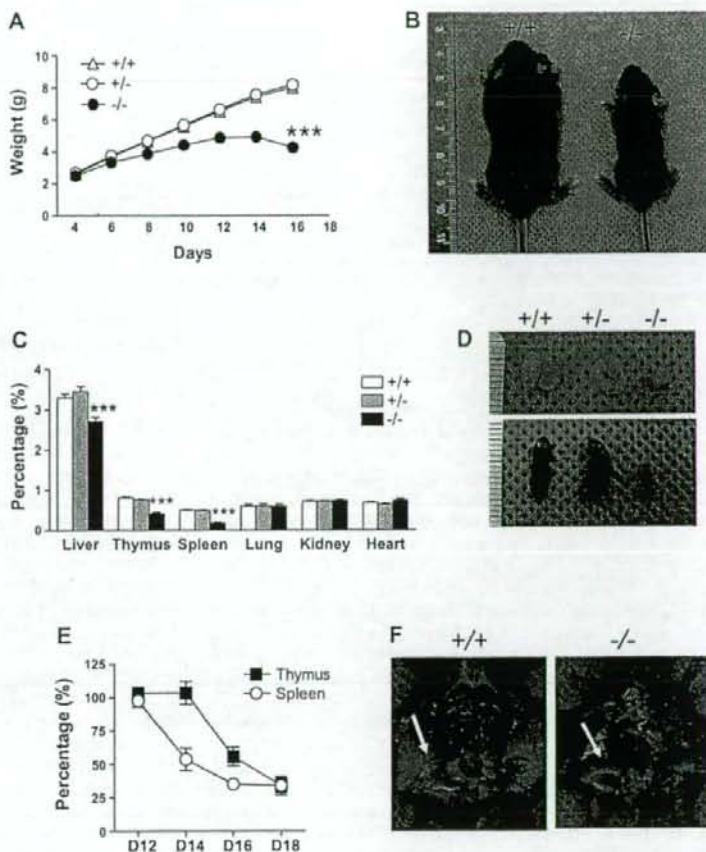 A
Weight (g)
10
8
6
4
2
0
4 6 8 10 12 14 16 18
Days
+/+
+/-
-/-
***
B
+/+ -/-
C
Percentage (%)
4
3
2
1
0
*** *** ***
Liver Thymus Spleen Lung Kidney Heart
+/+
+/-
-/-
D
+/+ +/- -/-
E
Percentage (%)
125
100
75
50
25
0
D12 D14 D16 D18
Thymus
Spleen
F
+/+ -/-